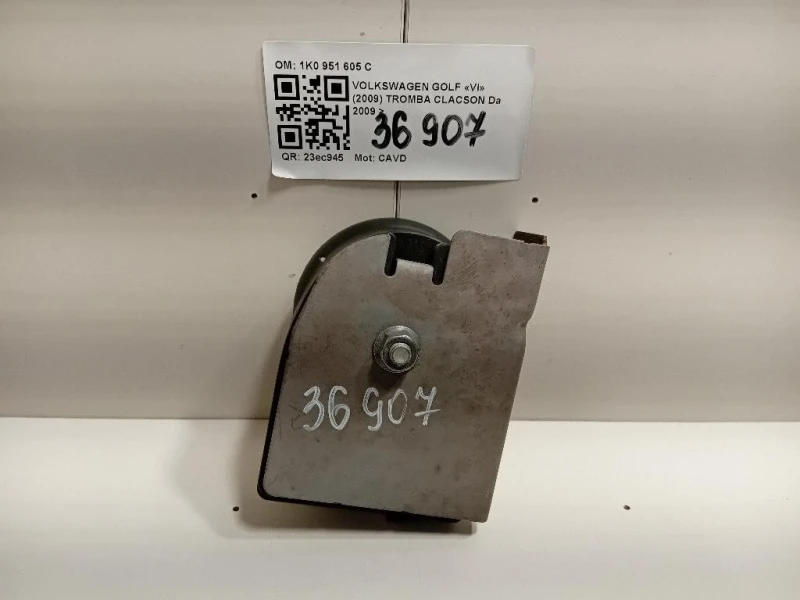 OM: 1K0 951 605 C
VOLKSWAGEN GOLF «VI»
(2009) TROMBA CLACSON Da
2009 >
36 907
QR: 23ec945 Mot: CAVD
36 907